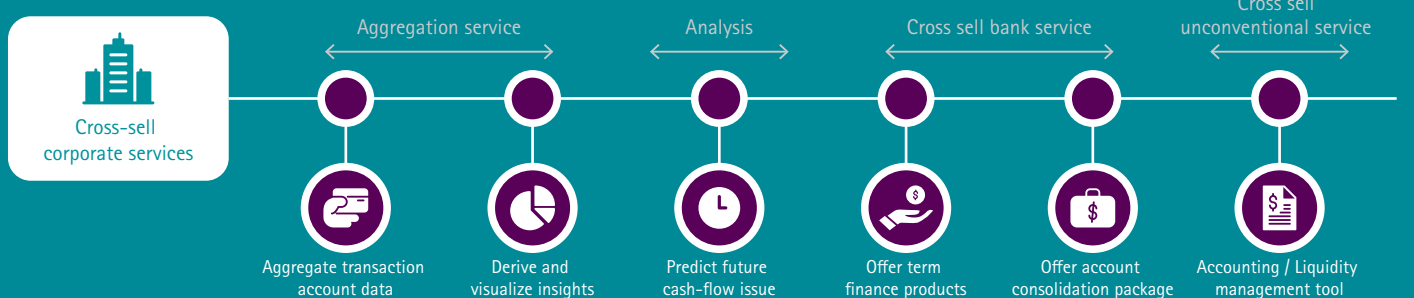 Cross sell
Aggregation service
Analysis
Cross sell bank service
unconventional service
Cross-sell
corporate services
$
$
$
Aggregate transaction
account data
Derive and
visualize insights
Predict future
cash-flow issue
Offer term
finance products
Offer account
consolidation package
Accounting / Liquidity
management tool